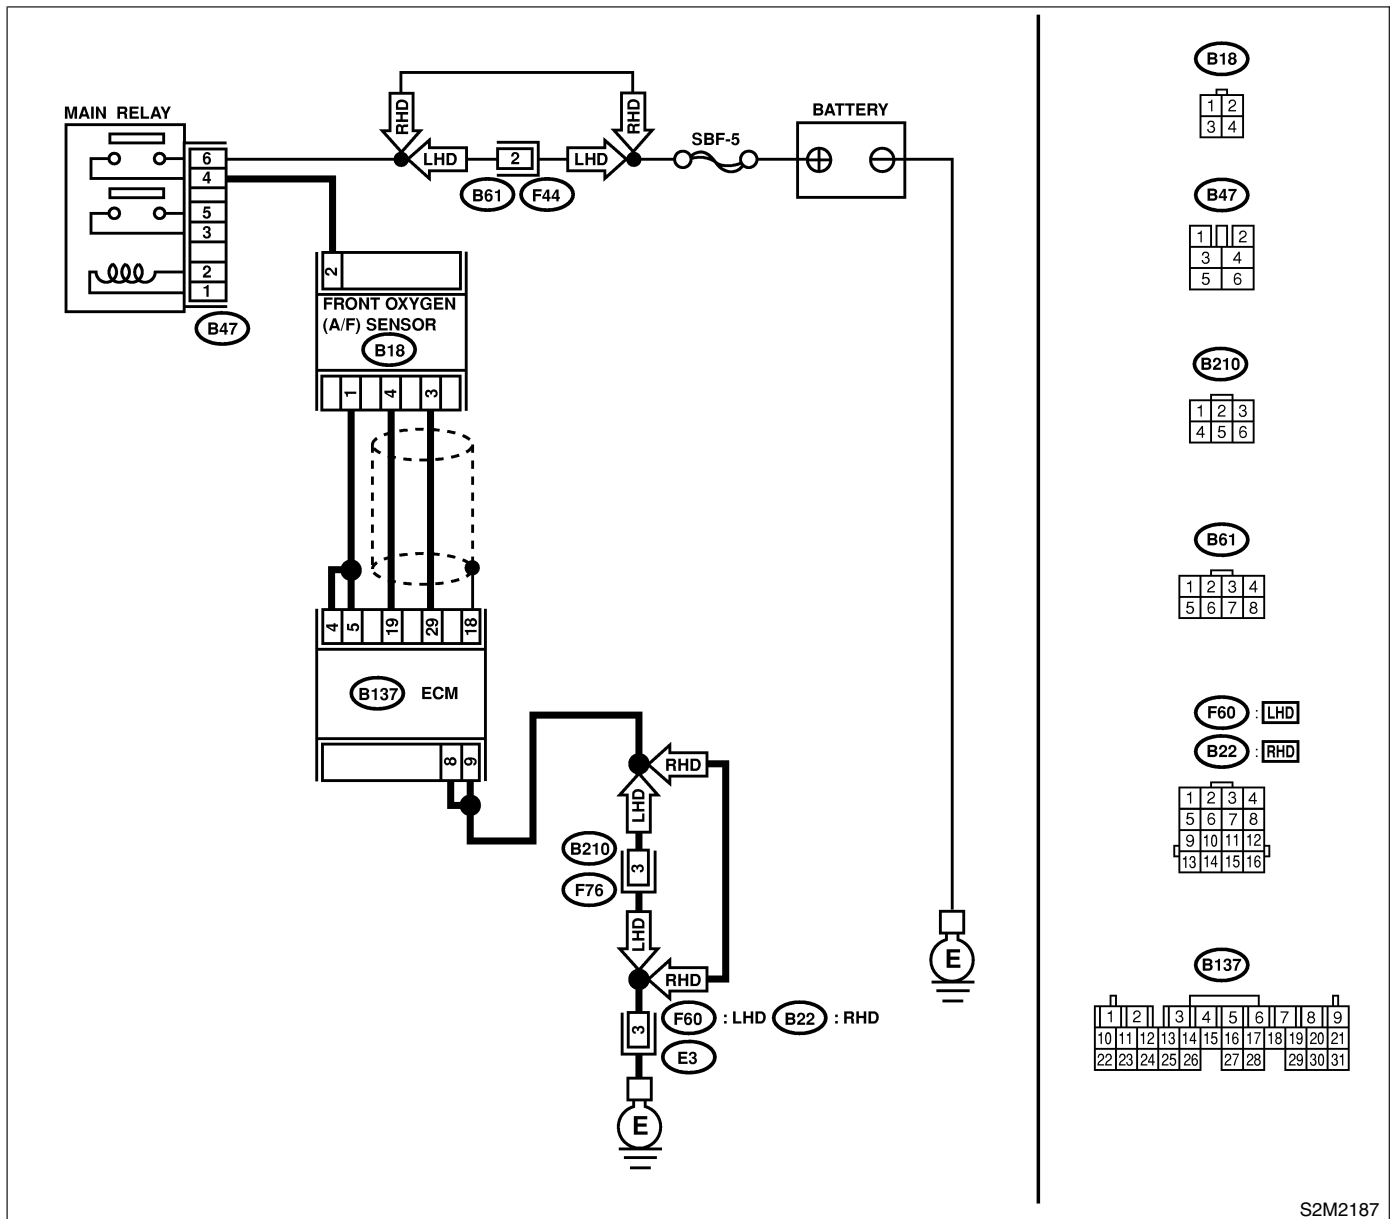 MAIN RELAY
6
4
5
3
2
1
B47
RHD
RHD
LHD
2
LHD
B61
F44
SBF-5
BATTERY
2
FRONT OXYGEN
(A/F) SENSOR
B18
1
4
3
4
5
19
29
18
B137
ECM
8
9
RHD
LHD
B210
3
F76
LHD
RHD
3
F60 : LHD B22 : RHD
E3
E
E
B18
1 2
3 4
B47
1 2
3 4
5 6
B210
1 2 3
4 5 6
B61
1 2 3 4
5 6 7 8
F60 : LHD
B22 : RHD
1 2 3 4
5 6 7 8
9 10 11 12
13 14 15 16
B137
1 2 3 4 5 6 7 8 9
10 11 12 13 14 15 16 17 18 19 20 21
22 23 24 25 26 27 28 29 30 31
S2M2187